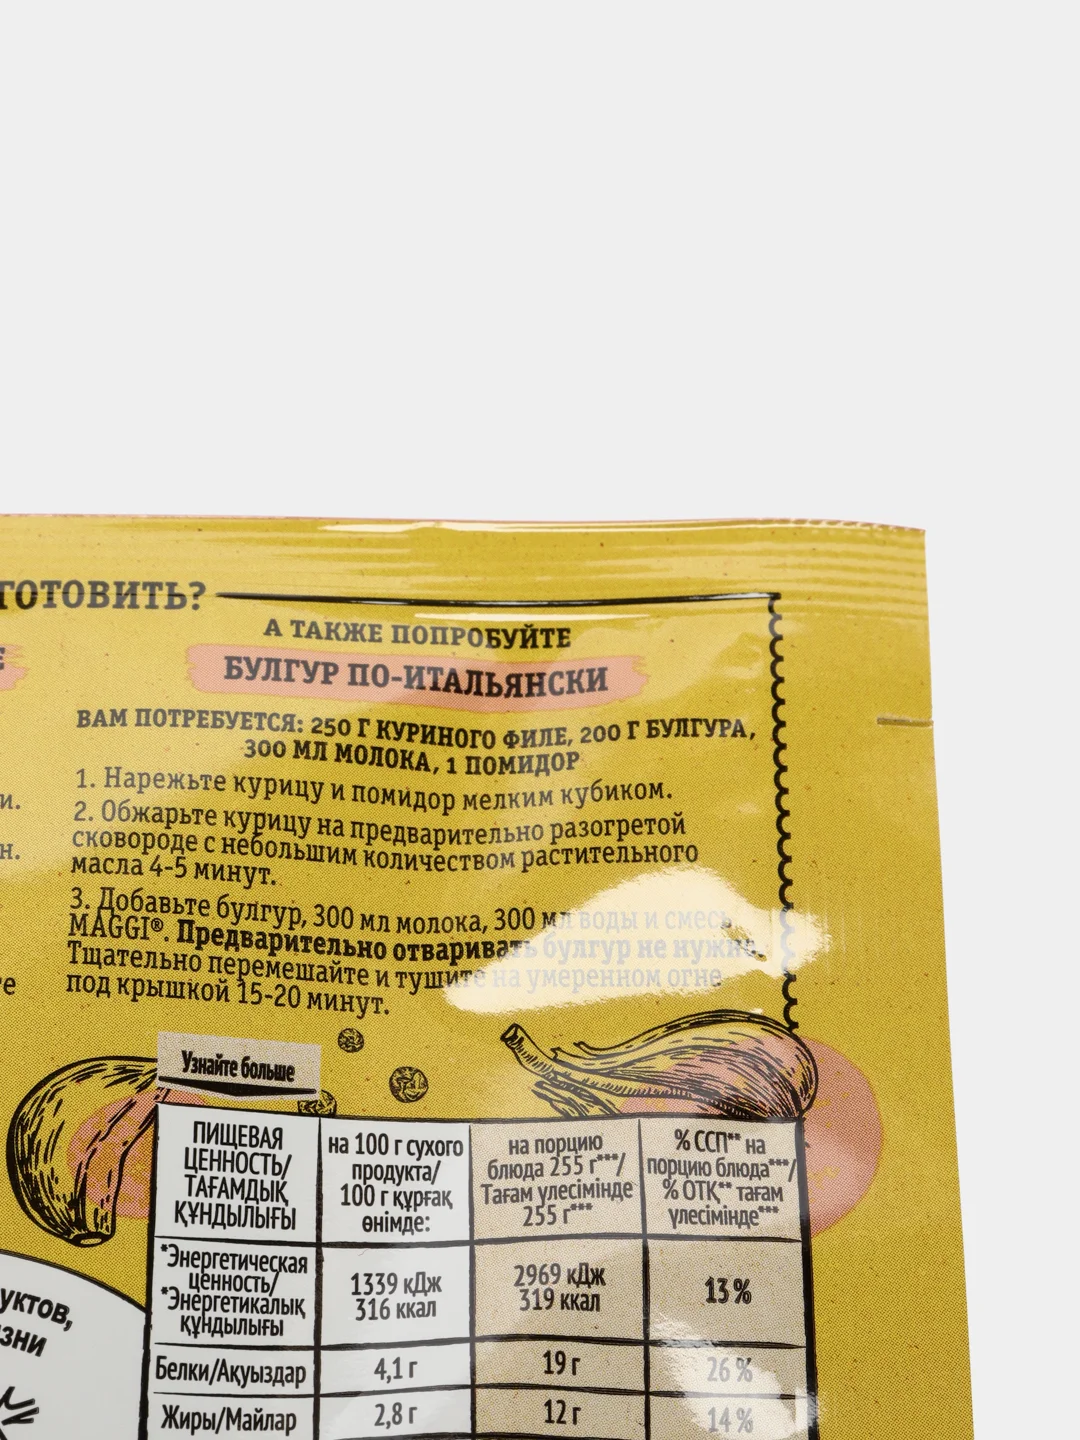 ГОТОВИТЬ?
А ТАКЖЕ ПОПРОБУЙТЕ
БУЛГУР ПО-ИТАЛЬЯНСКИ
ВАМ ПОТРЕБУЕТСЯ: 250 Г КУРИНОГО ФИЛЕ, 200 Г БУЛГУРА,
300 МЛ МОЛОКА, 1 ПОМИДОР
1. Нарежьте курицу и помидор мелким кубиком.
2. Обжарьте курицу на предварительно разогретой
сковороде с небольшим количеством растительного
масла 4-5 минут.
3. Добавьте булгур, 300 мл молока, 300 мл воды и смесь
MAGGI®. Предварительно отваривать булгур не нужно.
Тщательно перемешайте и тушите на умеренном огне
под крышкой 15-20 минут.
Узнайте больше
ПИЩЕВАЯ
ЦЕННОСТЬ/
ТАҒАМДЫҚ
ҚҰНДЫЛЫҒЫ
на 100 г сухого
продукта/
100 г құрғақ
өнімде:
на порцию
блюда 255 г***/
Тағам үлесімінде
255 г***
% ССП** на
порцию блюда***/
% ОТҚ** тағам
үлесімінде***
*Энергетическая
ценность/
*Энергетикалық
құндылығы
1339 кДж
316 ккал
2969 кДж
319 ккал
13 %
Белки/Ақуыздар
4,1 г
19 г
26 %
Жиры/Майлар
2,8 г
12 г
14 %
уктов,
зни